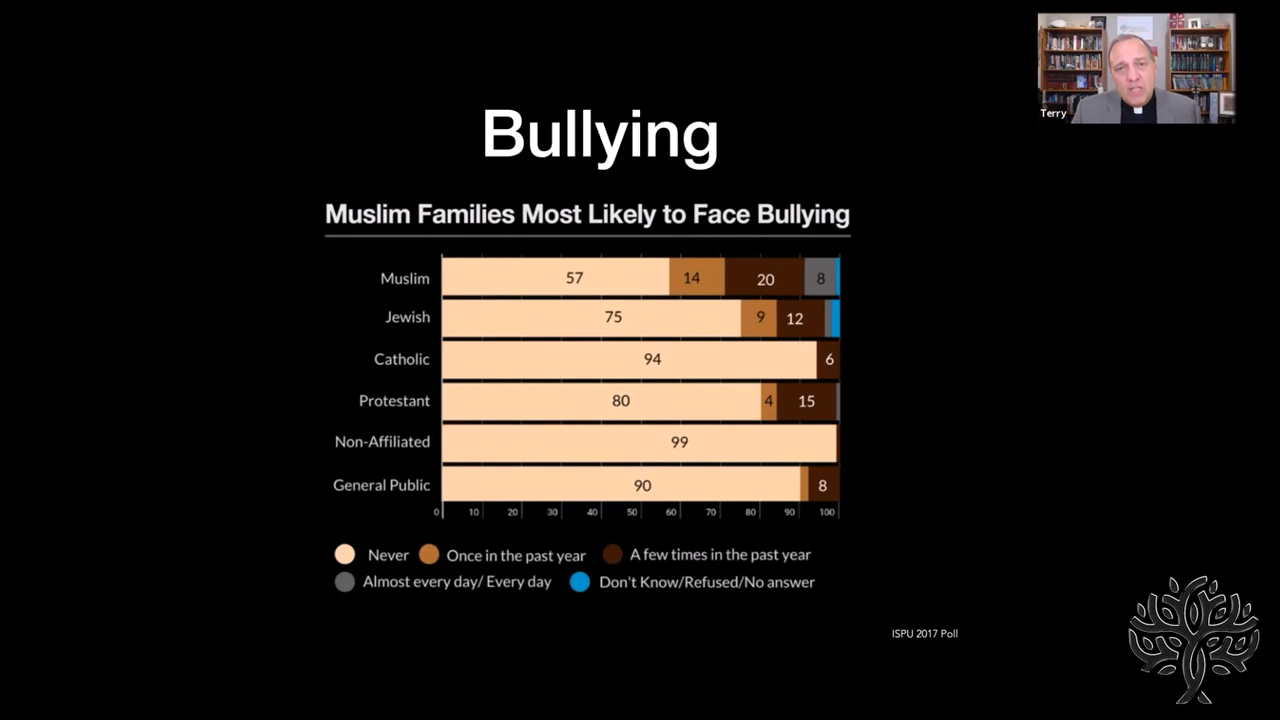 Terry
Bullying
Muslim Families Most Likely to Face Bullying
Muslim 57 14 20 8
Jewish 75 9 12
Catholic 94 6
Protestant 80 4 15
Non-Affiliated 99
General Public 90 8
0 10 20 30 40 50 60 70 80 90 100
Never Once in the past year A few times in the past year
Almost every day/ Every day Don't Know/Refused/No answer
ISPU 2017 Poll